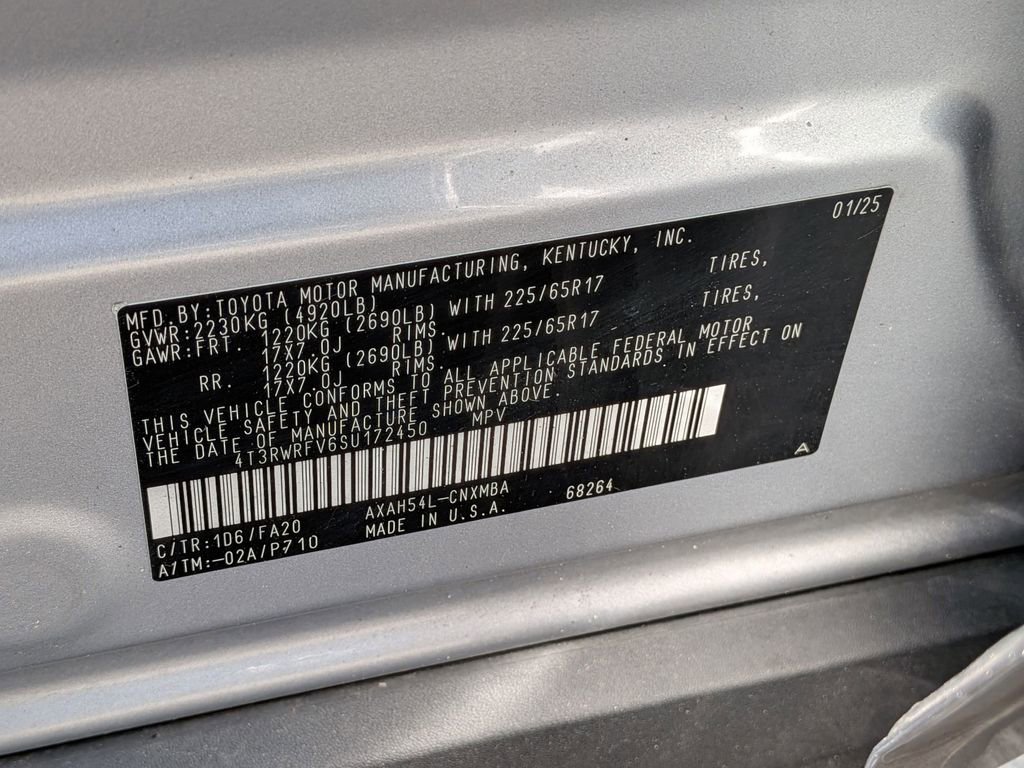 01/25
MFD. BY: TOYOTA MOTOR MANUFACTURING, KENTUCKY, INC.
GVWR: 2230KG (4920LB)
GAWR: FRT. 1220KG (2690LB) WITH 225/65R17 TIRES,
17X7.0J RIMS.
RR. 1220KG (2690LB) WITH 225/65R17 TIRES,
17X7.0J RIMS.
THIS VEHICLE CONFORMS TO ALL APPLICABLE FEDERAL MOTOR
VEHICLE SAFETY AND THEFT PREVENTION STANDARDS IN EFFECT ON
THE DATE OF MANUFACTURE SHOWN ABOVE.
4T3RWRFV6SU172450 MPV
C/TR: 1D6/FA20 AXAH54L-CNXMBA 68264 A
A/TM: -02A/P710 MADE IN U.S.A.